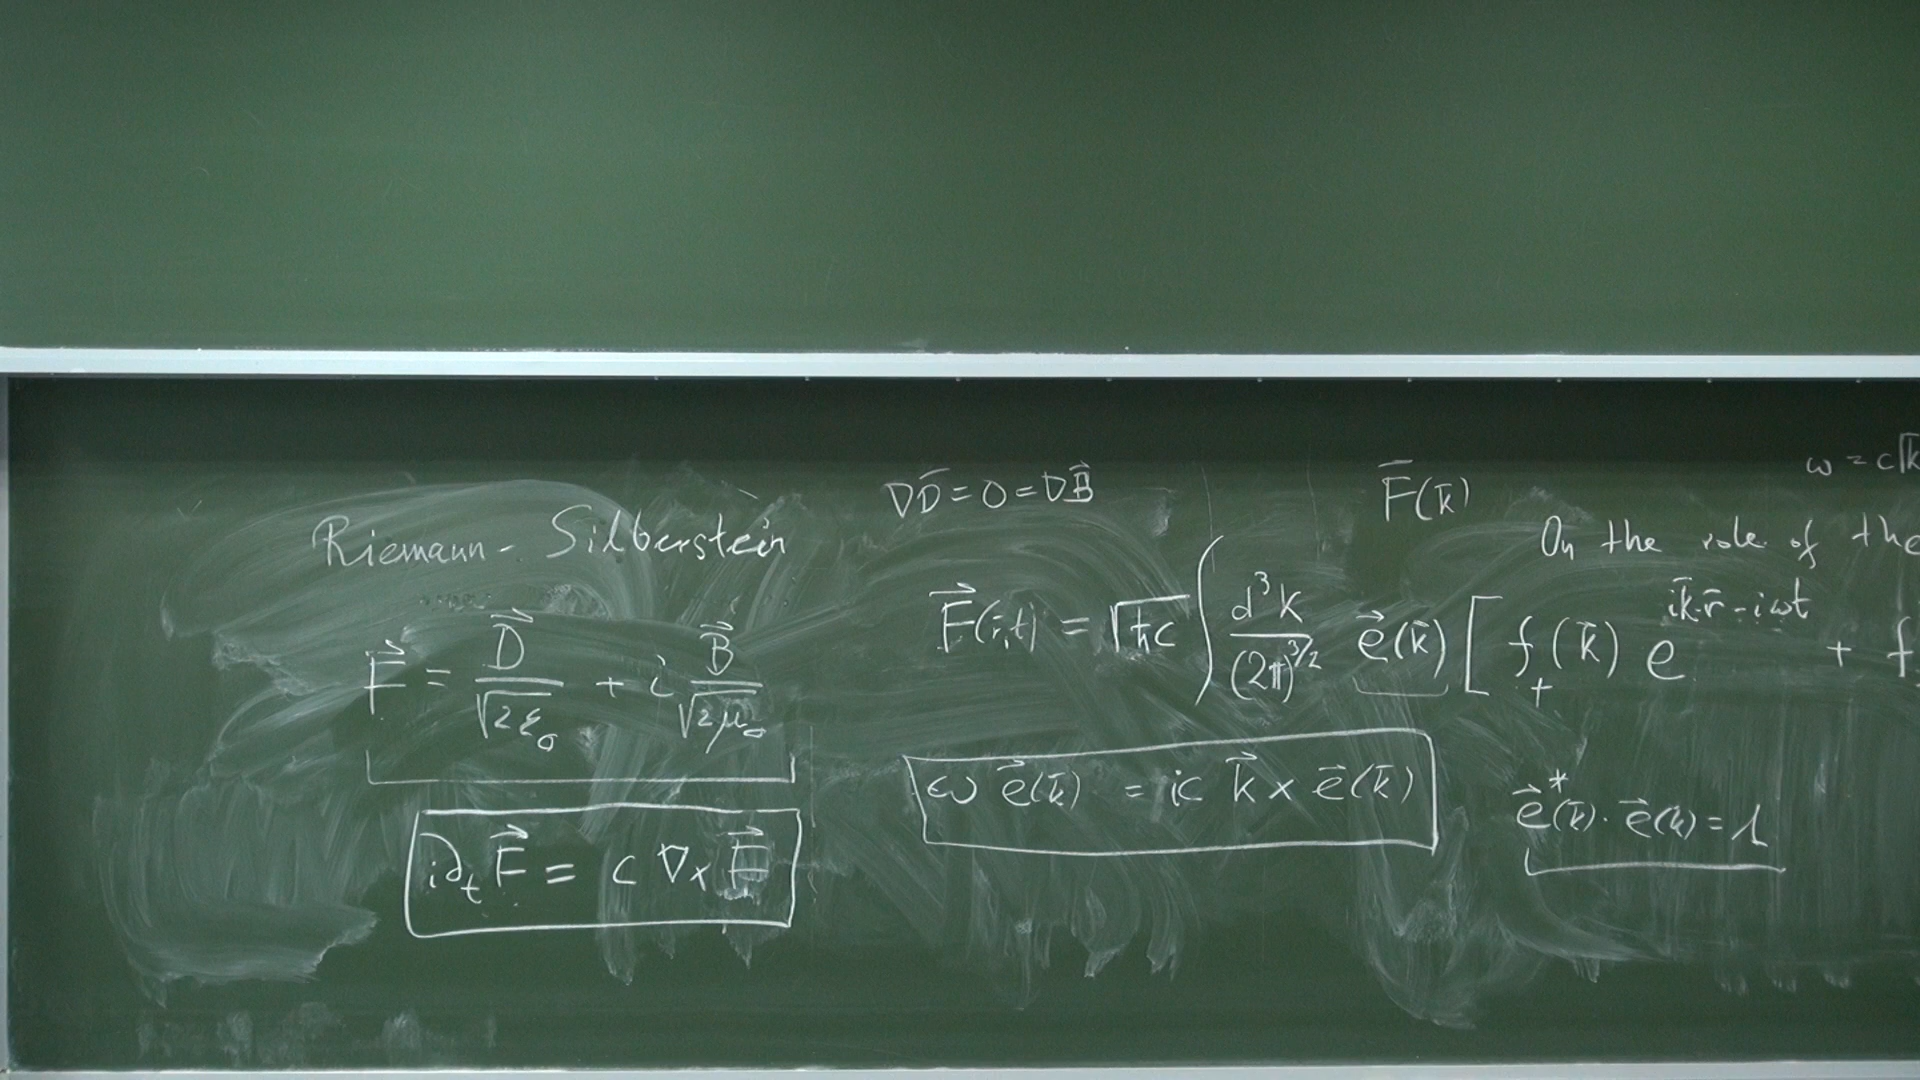 ∇D̄ = 0 = ∇B⃗
F̄(k̄)
ω = c|k
Riemann - Silberstein
On the role of the
F⃗ = D⃗/√2ε₀ + i B⃗/√2μ₀
F⃗(r̄,t) = √ħc ∫ d³k/(2π)^3/2 e⃗(k̄) [ f₊(k̄) e^{ik̄·r̄-iωt} + f
ω e⃗(k̄) = ic k⃗ × e⃗(k̄)
e⃗*(k̄)· e⃗(k̄) = 1
i∂ₜF⃗ = c ∇× F⃗